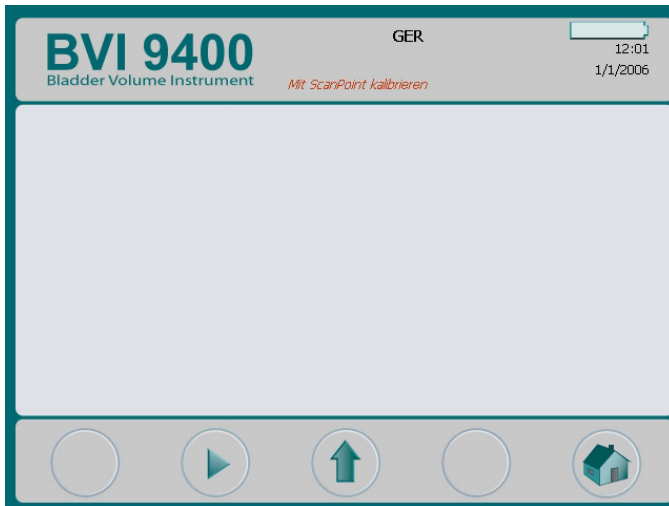 BVI 9400
Bladder Volume Instrument
GER
Mit ScanPoint kalibrieren
12:01
1/1/2006